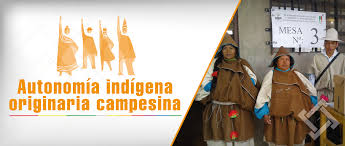 Autonomía indígena
originaria campesina
MESA
Nº: 3